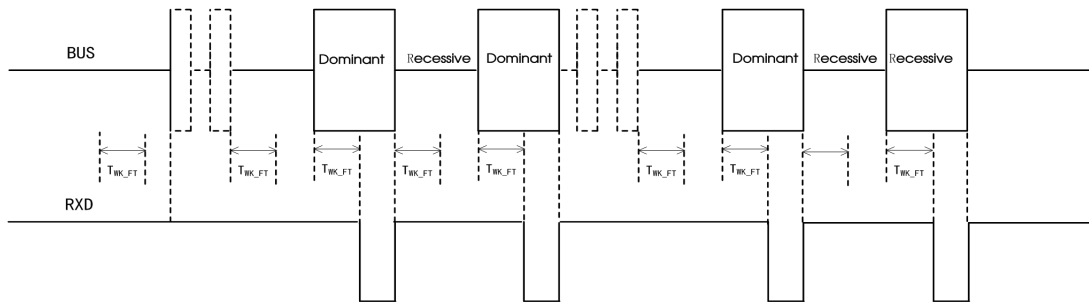 BUS
Dominant
Recessive
Dominant
Dominant
Recessive
Recessive
TWK_FT
TWK_FT
TWK_FT
TWK_FT
TWK_FT
TWK_FT
TWK_FT
TWK_FT
RXD